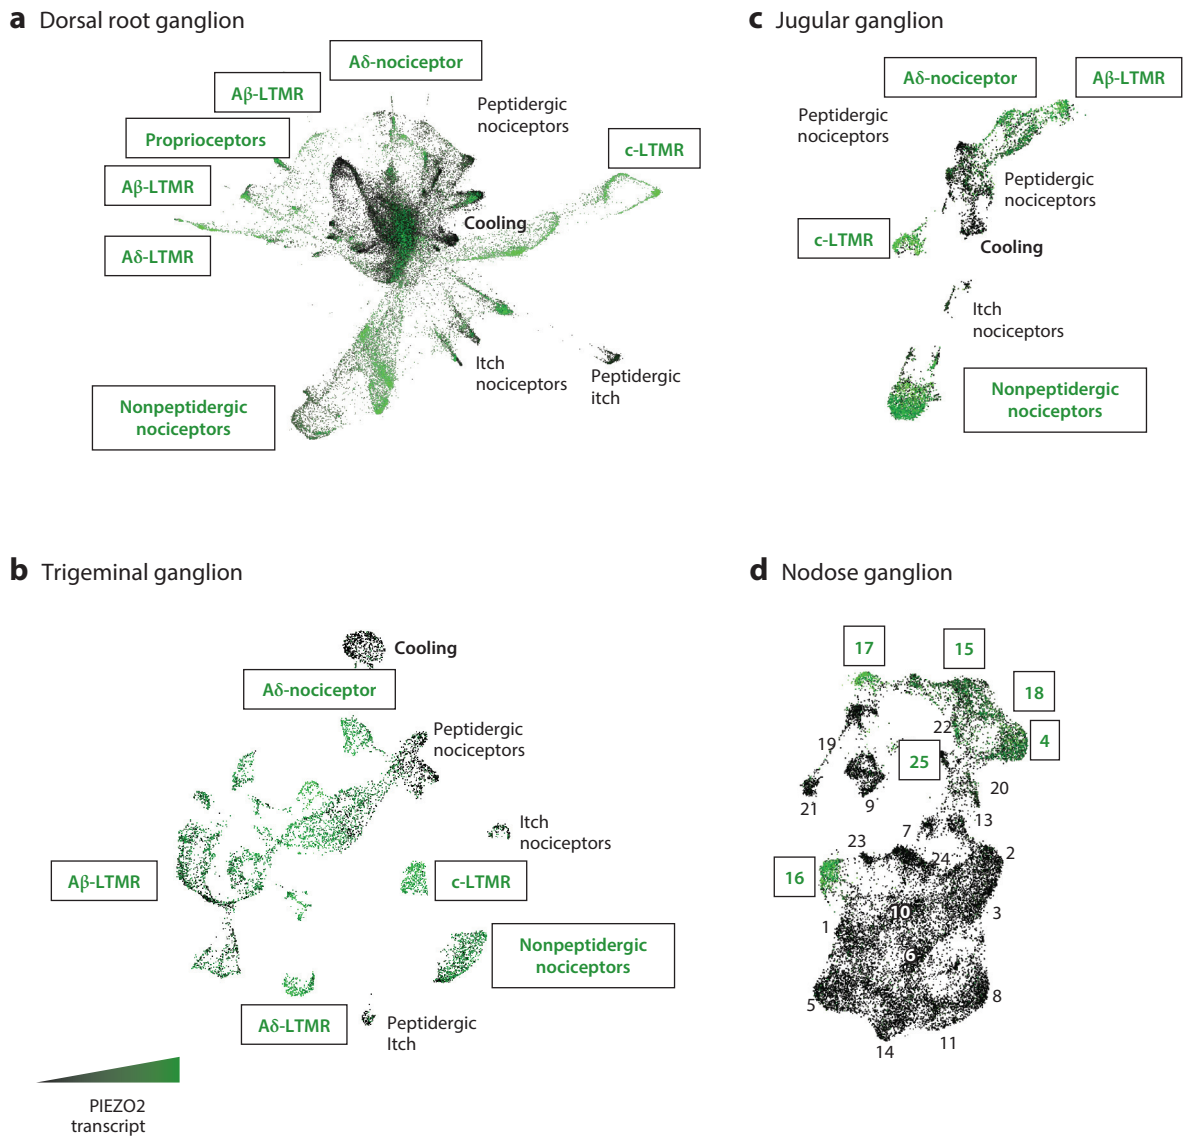 a Dorsal root ganglion
Aδ-nociceptor
Aβ-LTMR
Peptidergic
nociceptors
Proprioceptors
c-LTMR
Aβ-LTMR
Cooling
Aδ-LTMR
Itch
nociceptors
Peptidergic
itch
Nonpeptidergic
nociceptors
c Jugular ganglion
Aδ-nociceptor
Aβ-LTMR
Peptidergic
nociceptors
Peptidergic
nociceptors
c-LTMR
Cooling
Itch
nociceptors
Nonpeptidergic
nociceptors
b Trigeminal ganglion
Cooling
Aδ-nociceptor
Peptidergic
nociceptors
Itch
nociceptors
Aβ-LTMR
c-LTMR
Nonpeptidergic
nociceptors
Aδ-LTMR
Peptidergic
Itch
PIEZO2
transcript
d Nodose ganglion
17
15
18
22
4
19
25
20
21
9
13
7
23
24
2
16
10
3
1
6
5
8
11
14